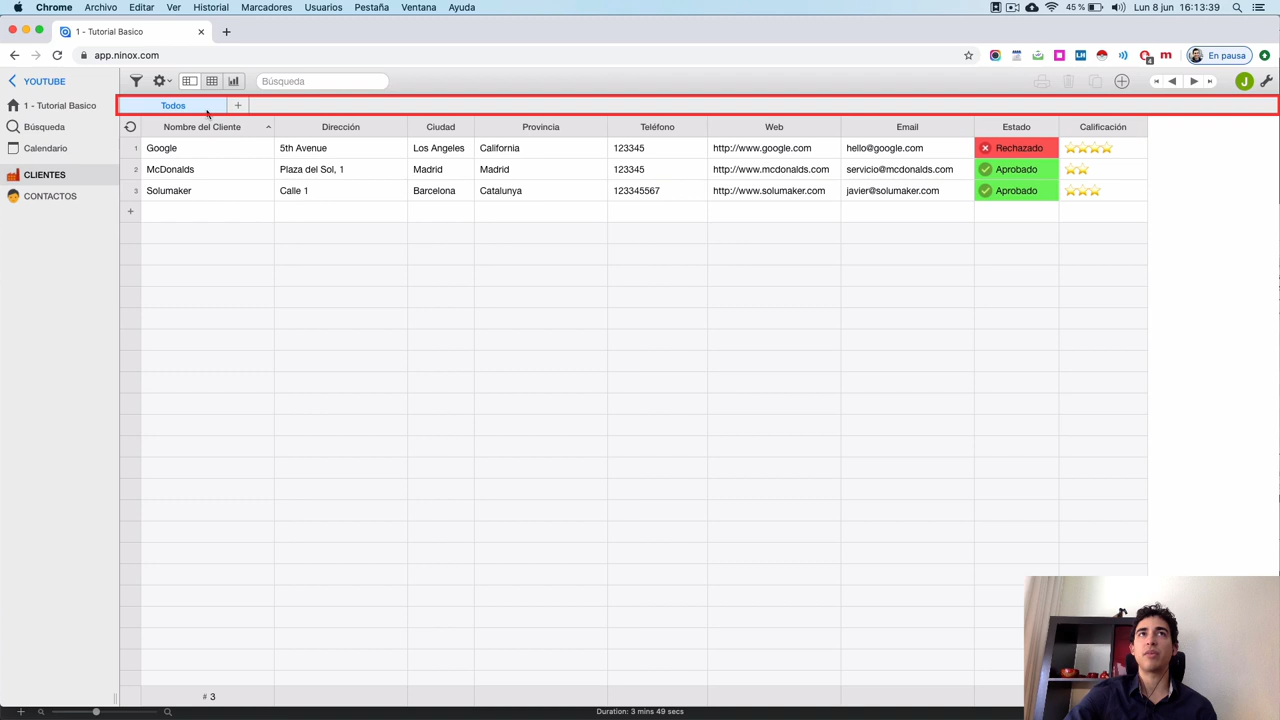 Chrome Archivo Editar Ver Historial Marcadores Usuarios Pestaña Ventana Ayuda 45 % Lun 8 jun 16:13:39
1 - Tutorial Basico
app.ninox.com En pausa
YOUTUBE Búsqueda J
1 - Tutorial Basico Todos
Búsqueda Nombre del Cliente Dirección Ciudad Provincia Teléfono Web Email Estado Calificación
Calendario 1 Google 5th Avenue Los Angeles California 123345 http://www.google.com hello@google.com Rechazado
CLIENTES 2 McDonalds Plaza del Sol, 1 Madrid Madrid 123345 http://www.mcdonalds.com servicio@mcdonalds.com Aprobado
CONTACTOS 3 Solumaker Calle 1 Barcelona Catalunya 123345567 http://www.solumaker.com javier@solumaker.com Aprobado
# 3
Duration: 3 mins 49 secs